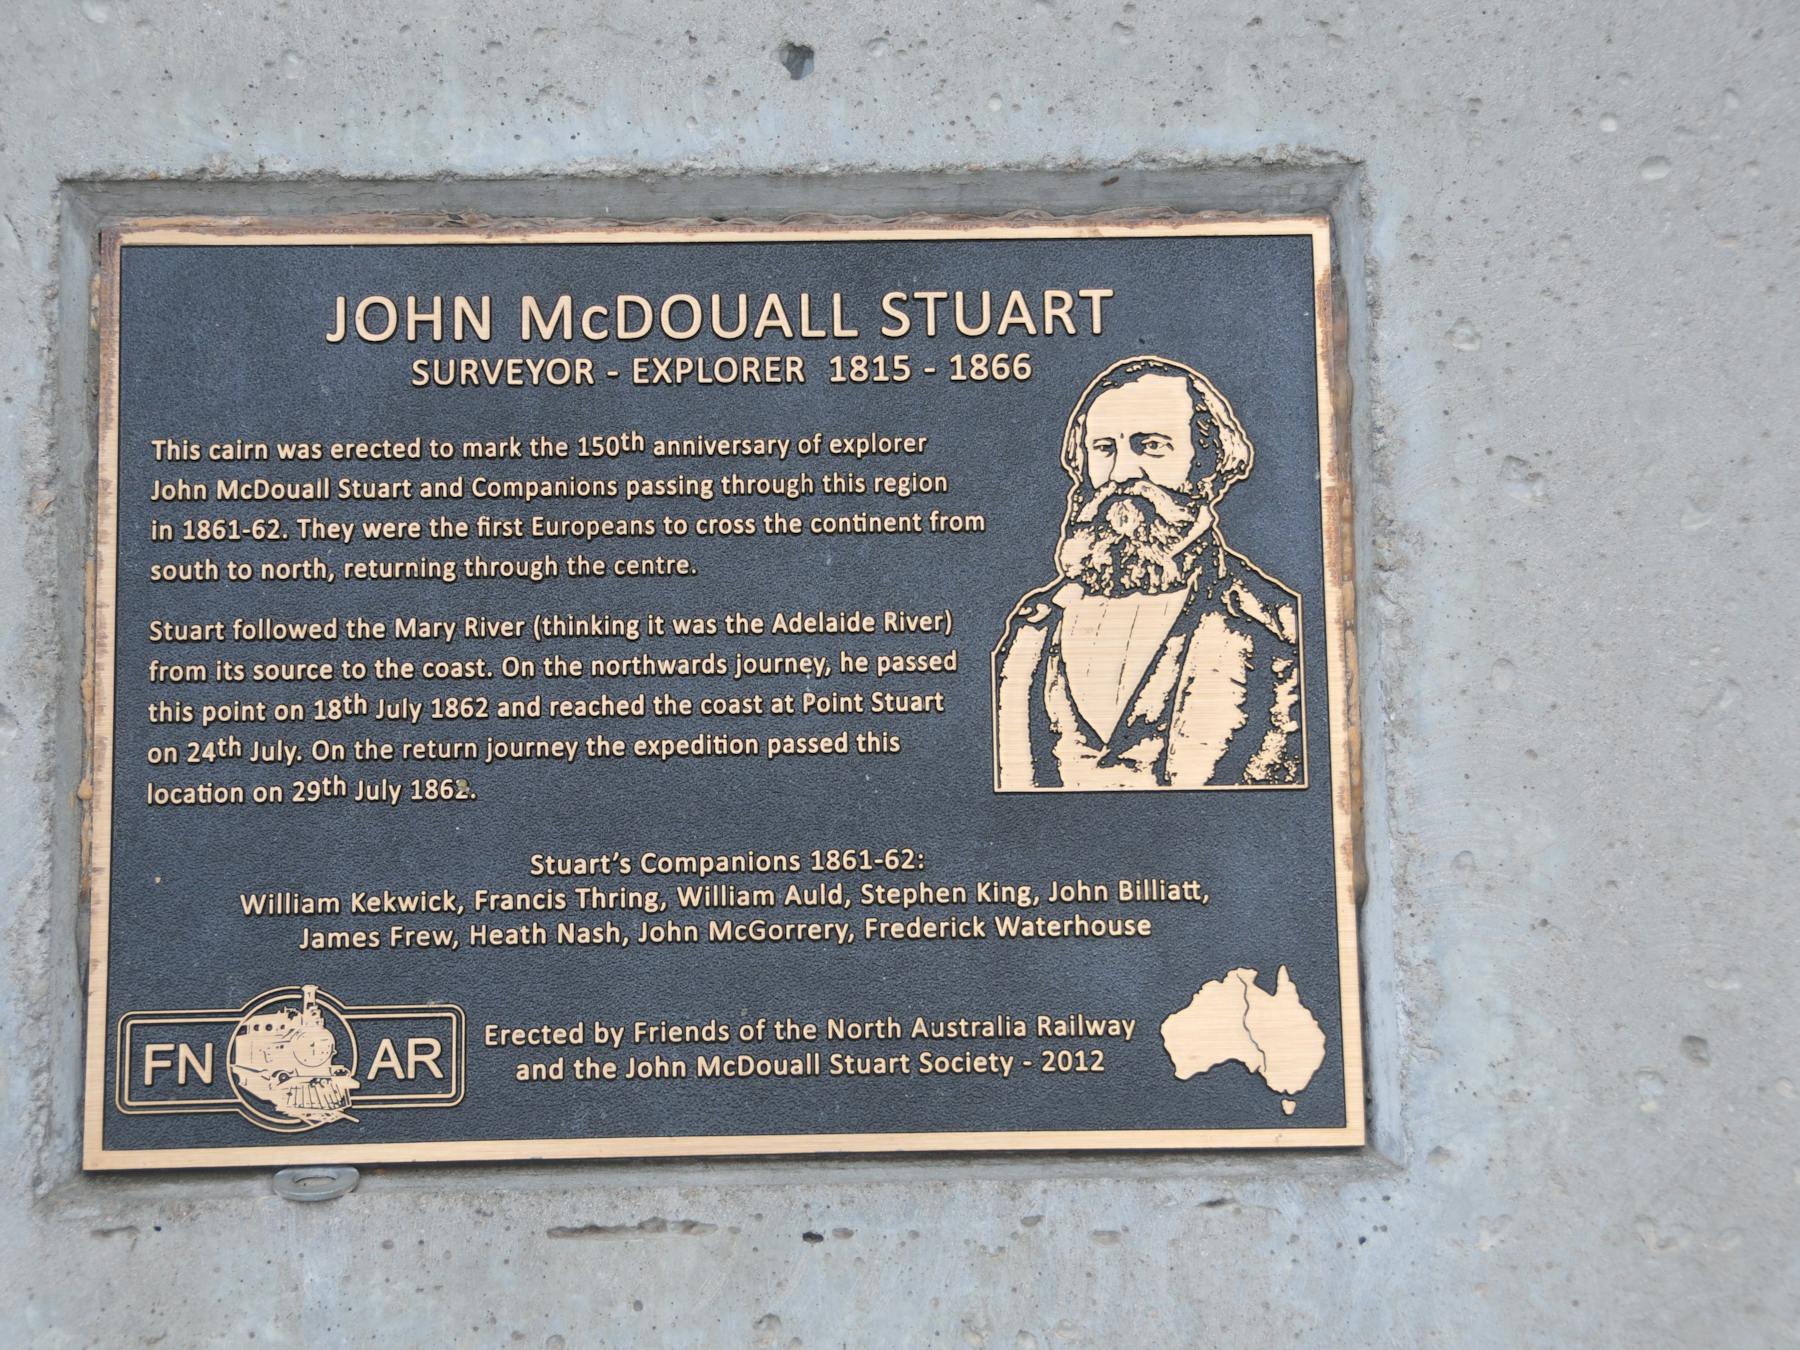 JOHN McDOUALL STUART
SURVEYOR - EXPLORER 1815 - 1866
This cairn was erected to mark the 150th anniversary of explorer
John McDouall Stuart and Companions passing through this region
in 1861-62. They were the first Europeans to cross the continent from
south to north, returning through the centre.
Stuart followed the Mary River (thinking it was the Adelaide River)
from its source to the coast. On the northwards journey, he passed
this point on 18th July 1862 and reached the coast at Point Stuart
on 24th July. On the return journey the expedition passed this
location on 29th July 1862.
Stuart's Companions 1861-62:
William Kekwick, Francis Thring, William Auld, Stephen King, John Billiatt,
James Frew, Heath Nash, John McGorrery, Frederick Waterhouse
FN AR
Erected by Friends of the North Australia Railway
and the John McDouall Stuart Society - 2012